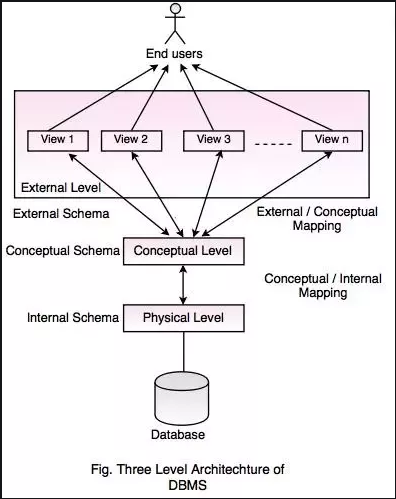 End users
View 1
View 2
View 3
View n
External Level
External Schema
External / Conceptual
Mapping
Conceptual Schema
Conceptual Level
Conceptual / Internal
Mapping
Internal Schema
Physical Level
Database
Fig. Three Level Architechture of
DBMS